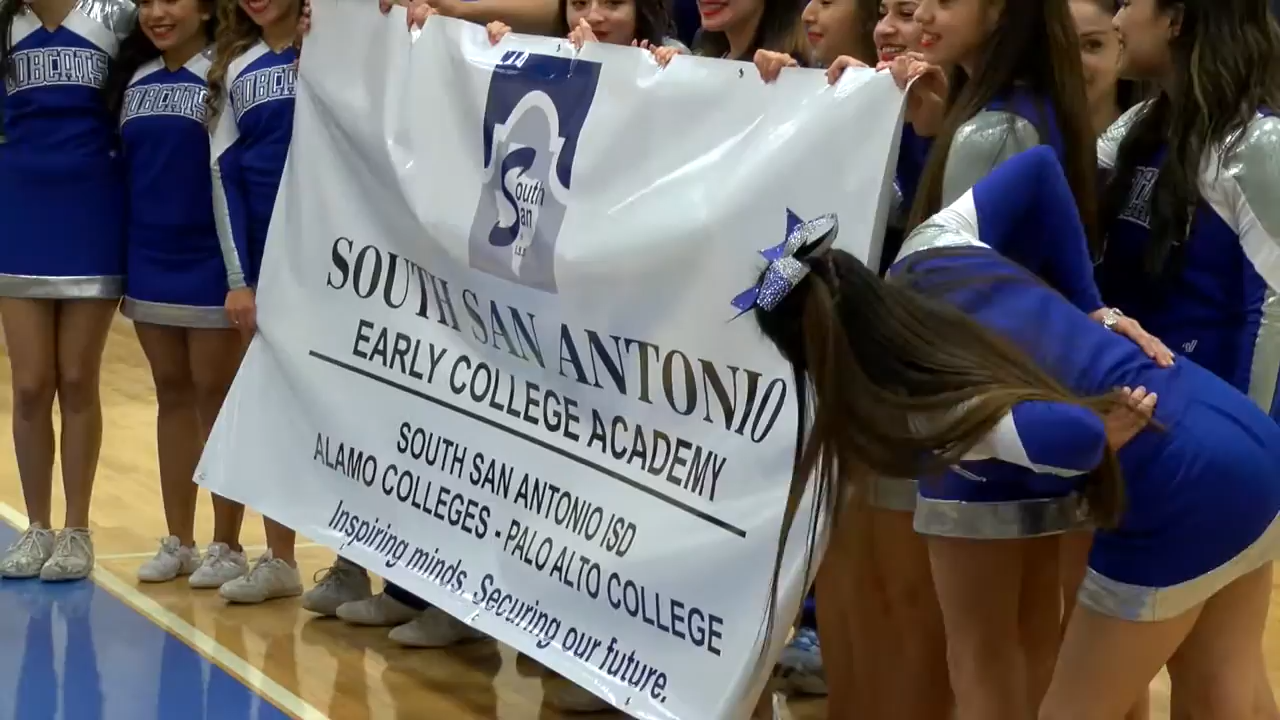 BOBCATS
BOBCATS
BOBCATS
South
San
SOUTH SAN ANTONIO
EARLY COLLEGE ACADEMY
SOUTH SAN ANTONIO ISD
ALAMO COLLEGES - PALO ALTO COLLEGE
Inspiring minds. Securing our future.